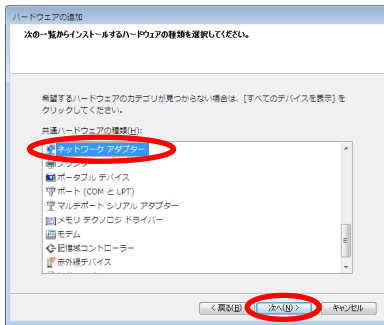 ハードウェアの追加
次の一覧からインストールするハードウェアの種類を選択してください。
希望するハードウェアのカテゴリが見つからない場合は、[すべてのデバイスを表示] を
クリックしてください。
共通ハードウェアの種類(H):
ネットワーク アダプター
プリンター
ポータブル デバイス
ポート (COM と LPT)
マルチポート シリアル アダプター
メモリ テクノロジ ドライバー
モデム
記憶域コントローラー
赤外線デバイス
< 戻る(B)
次へ(N) >
キャンセル